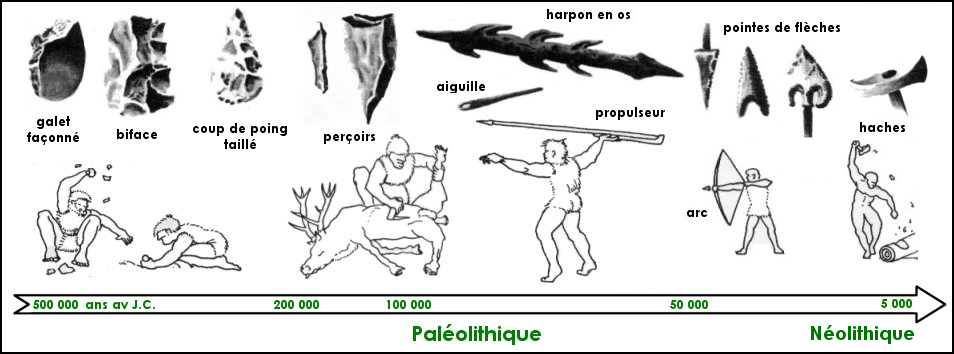 harpon en os
pointes de flèches
aiguille
propulseur
galet
façonné
biface
coup de poing
taillé
perçoirs
haches
arc
500 000 ans av J.C.
200 000
100 000
50 000
5 000
Paléolithique
Néolithique